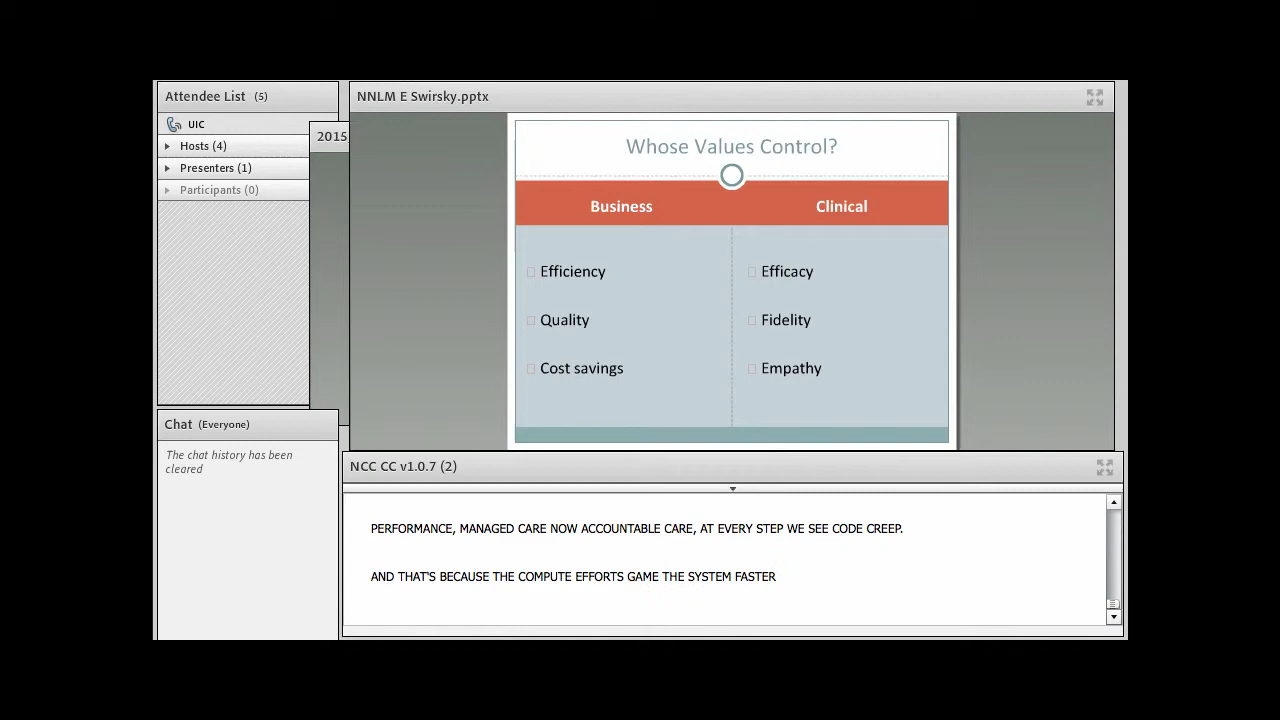 Attendee List (5)
UIC
Hosts (4)
Presenters (1)
Participants (0)
2015
Chat (Everyone)
The chat history has been
cleared
NNLM E Swirsky.pptx
Whose Values Control?
Business
Clinical
Efficiency
Efficacy
Quality
Fidelity
Cost savings
Empathy
NCC CC v1.0.7 (2)
PERFORMANCE, MANAGED CARE NOW ACCOUNTABLE CARE, AT EVERY STEP WE SEE CODE CREEP.
AND THAT'S BECAUSE THE COMPUTE EFFORTS GAME THE SYSTEM FASTER